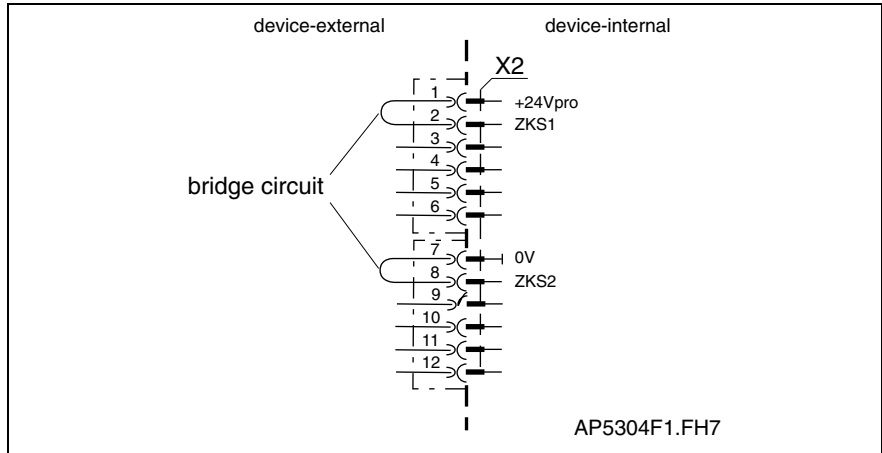 device-external device-internal
X2
1 +24Vpro
2 ZKS1
3
4
5
bridge circuit
6
7 0V
8 ZKS2
9
10
11
12
AP5304F1.FH7